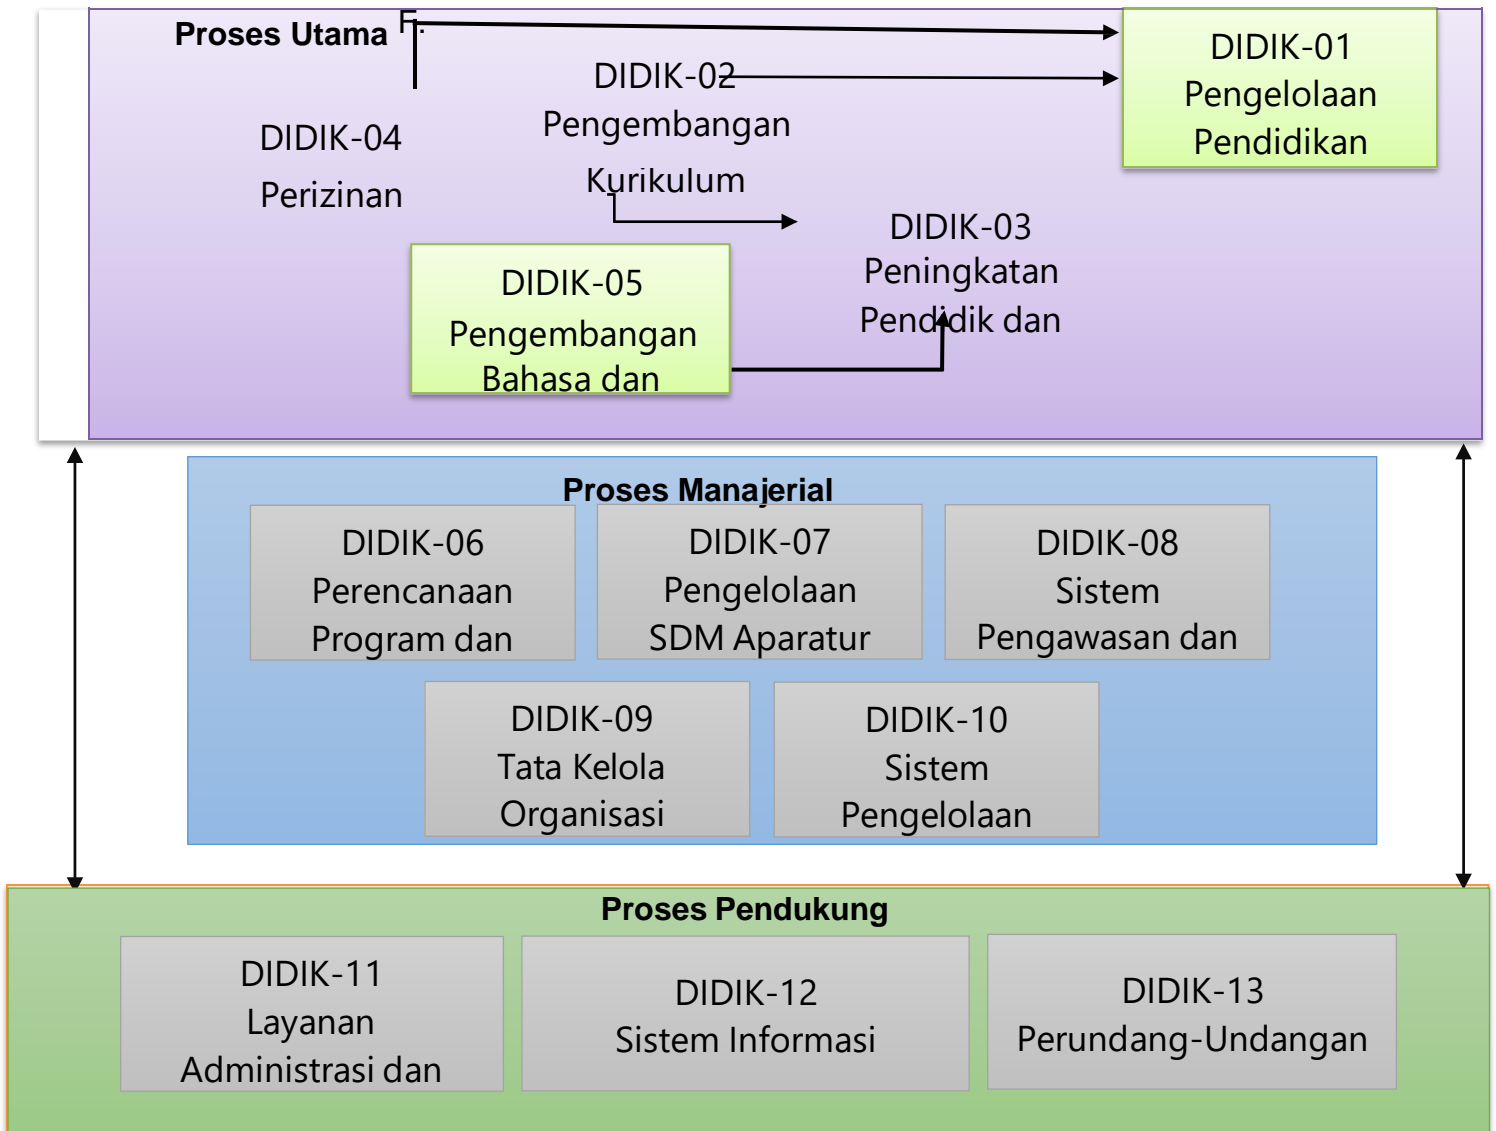 Proses Utama F.
DIDIK-01
Pengelolaan
Pendidikan
DIDIK-02
Pengembangan
Kurikulum
DIDIK-04
Perizinan
DIDIK-03
Peningkatan
Pendidik dan
DIDIK-05
Pengembangan
Bahasa dan
Proses Manajerial
DIDIK-06
Perencanaan
Program dan
DIDIK-07
Pengelolaan
SDM Aparatur
DIDIK-08
Sistem
Pengawasan dan
DIDIK-09
Tata Kelola
Organisasi
DIDIK-10
Sistem
Pengelolaan
Proses Pendukung
DIDIK-11
Layanan
Administrasi dan
DIDIK-12
Sistem Informasi
DIDIK-13
Perundang-Undangan